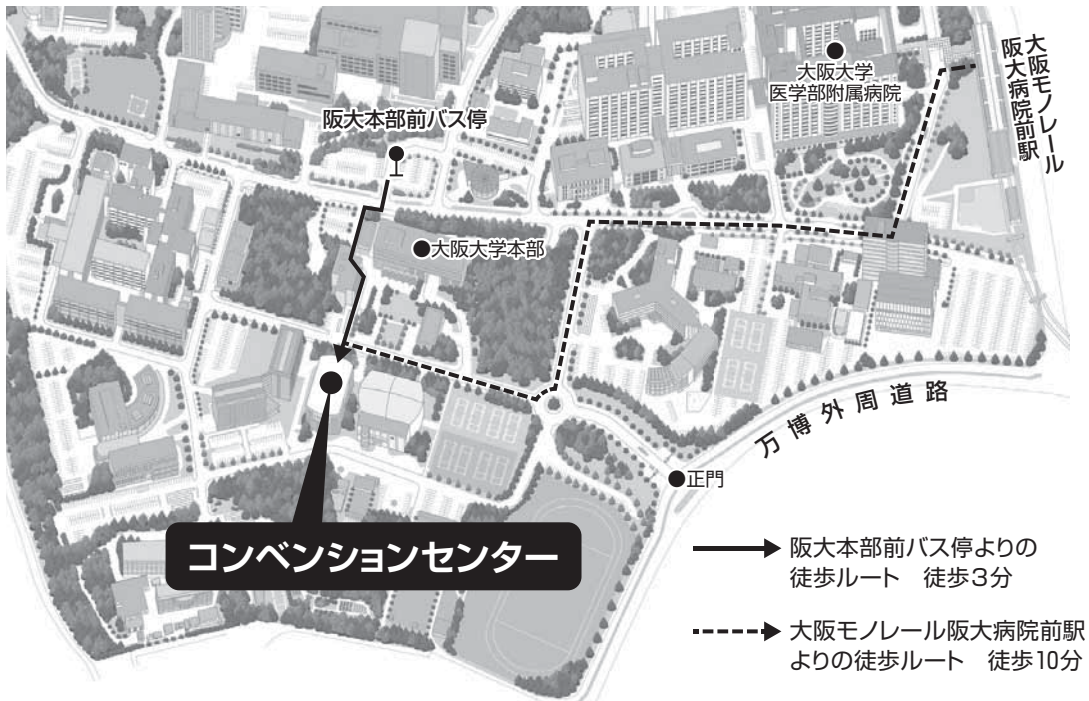 大阪大学
医学部附属病院
大阪モノレール
阪大病院前駅
阪大本部前バス停
大阪大学本部
万博外周道路
正門
コンベンションセンター
阪大本部前バス停よりの
徒歩ルート　徒歩3分
大阪モノレール阪大病院前駅
よりの徒歩ルート　徒歩10分